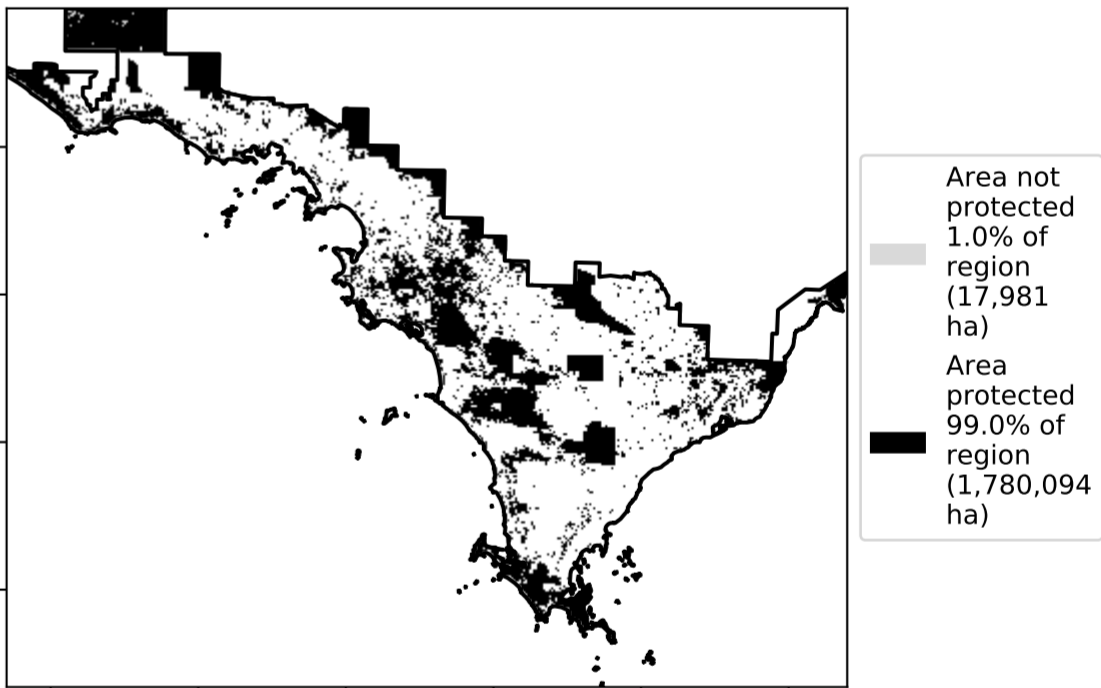 Area not
protected
1.0% of
region
(17,981
ha)
Area
protected
99.0% of
region
(1,780,094
ha)